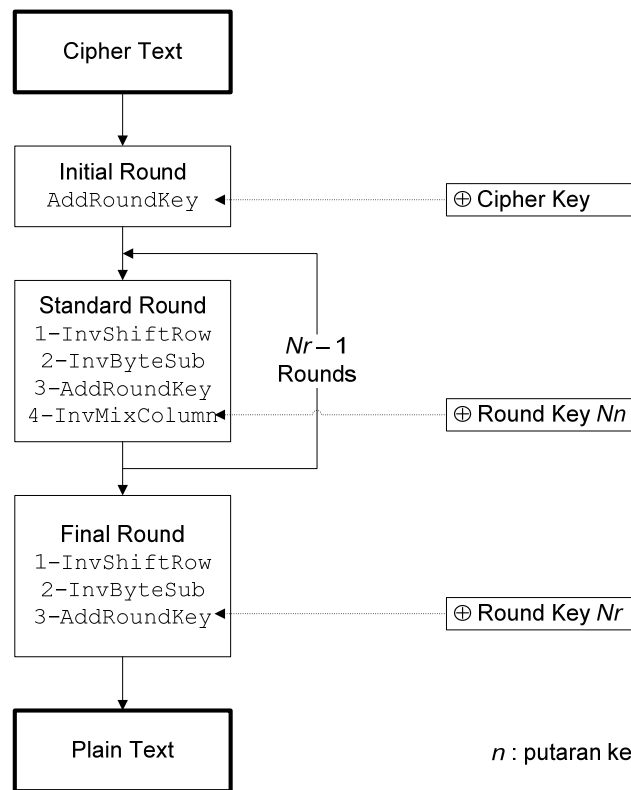 Cipher Text
Initial Round
AddRoundKey
⊕ Cipher Key
Standard Round
1-InvShiftRow
2-InvByteSub
3-AddRoundKey
4-InvMixColumn
Nr – 1
Rounds
⊕ Round Key Nn
Final Round
1-InvShiftRow
2-InvByteSub
3-AddRoundKey
⊕ Round Key Nr
Plain Text
n : putaran ke